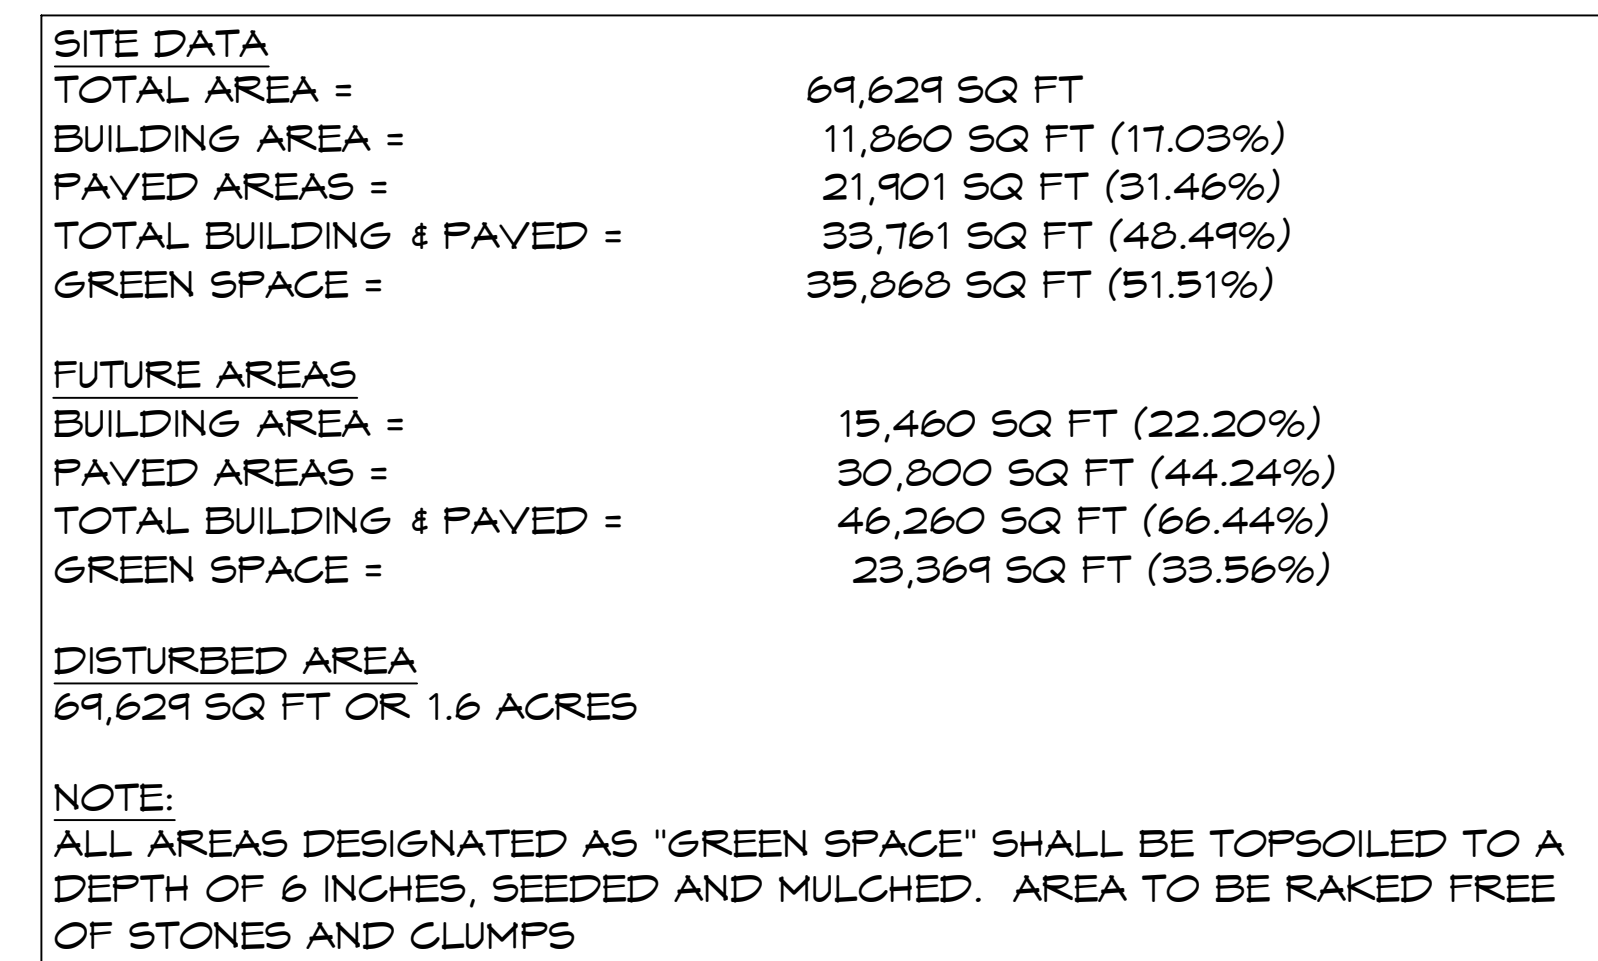 SITE DATA
TOTAL AREA = 69,629 SQ FT
BUILDING AREA = 11,860 SQ FT (17.03%)
PAVED AREAS = 21,901 SQ FT (31.46%)
TOTAL BUILDING & PAVED = 33,761 SQ FT (48.49%)
GREEN SPACE = 35,868 SQ FT (51.51%)
FUTURE AREAS
BUILDING AREA = 15,460 SQ FT (22.20%)
PAVED AREAS = 30,800 SQ FT (44.24%)
TOTAL BUILDING & PAVED = 46,260 SQ FT (66.44%)
GREEN SPACE = 23,369 SQ FT (33.56%)
DISTURBED AREA
69,629 SQ FT OR 1.6 ACRES
NOTE:
ALL AREAS DESIGNATED AS "GREEN SPACE" SHALL BE TOPSOILED TO A
DEPTH OF 6 INCHES, SEEDED AND MULCHED. AREA TO BE RAKED FREE
OF STONES AND CLUMPS